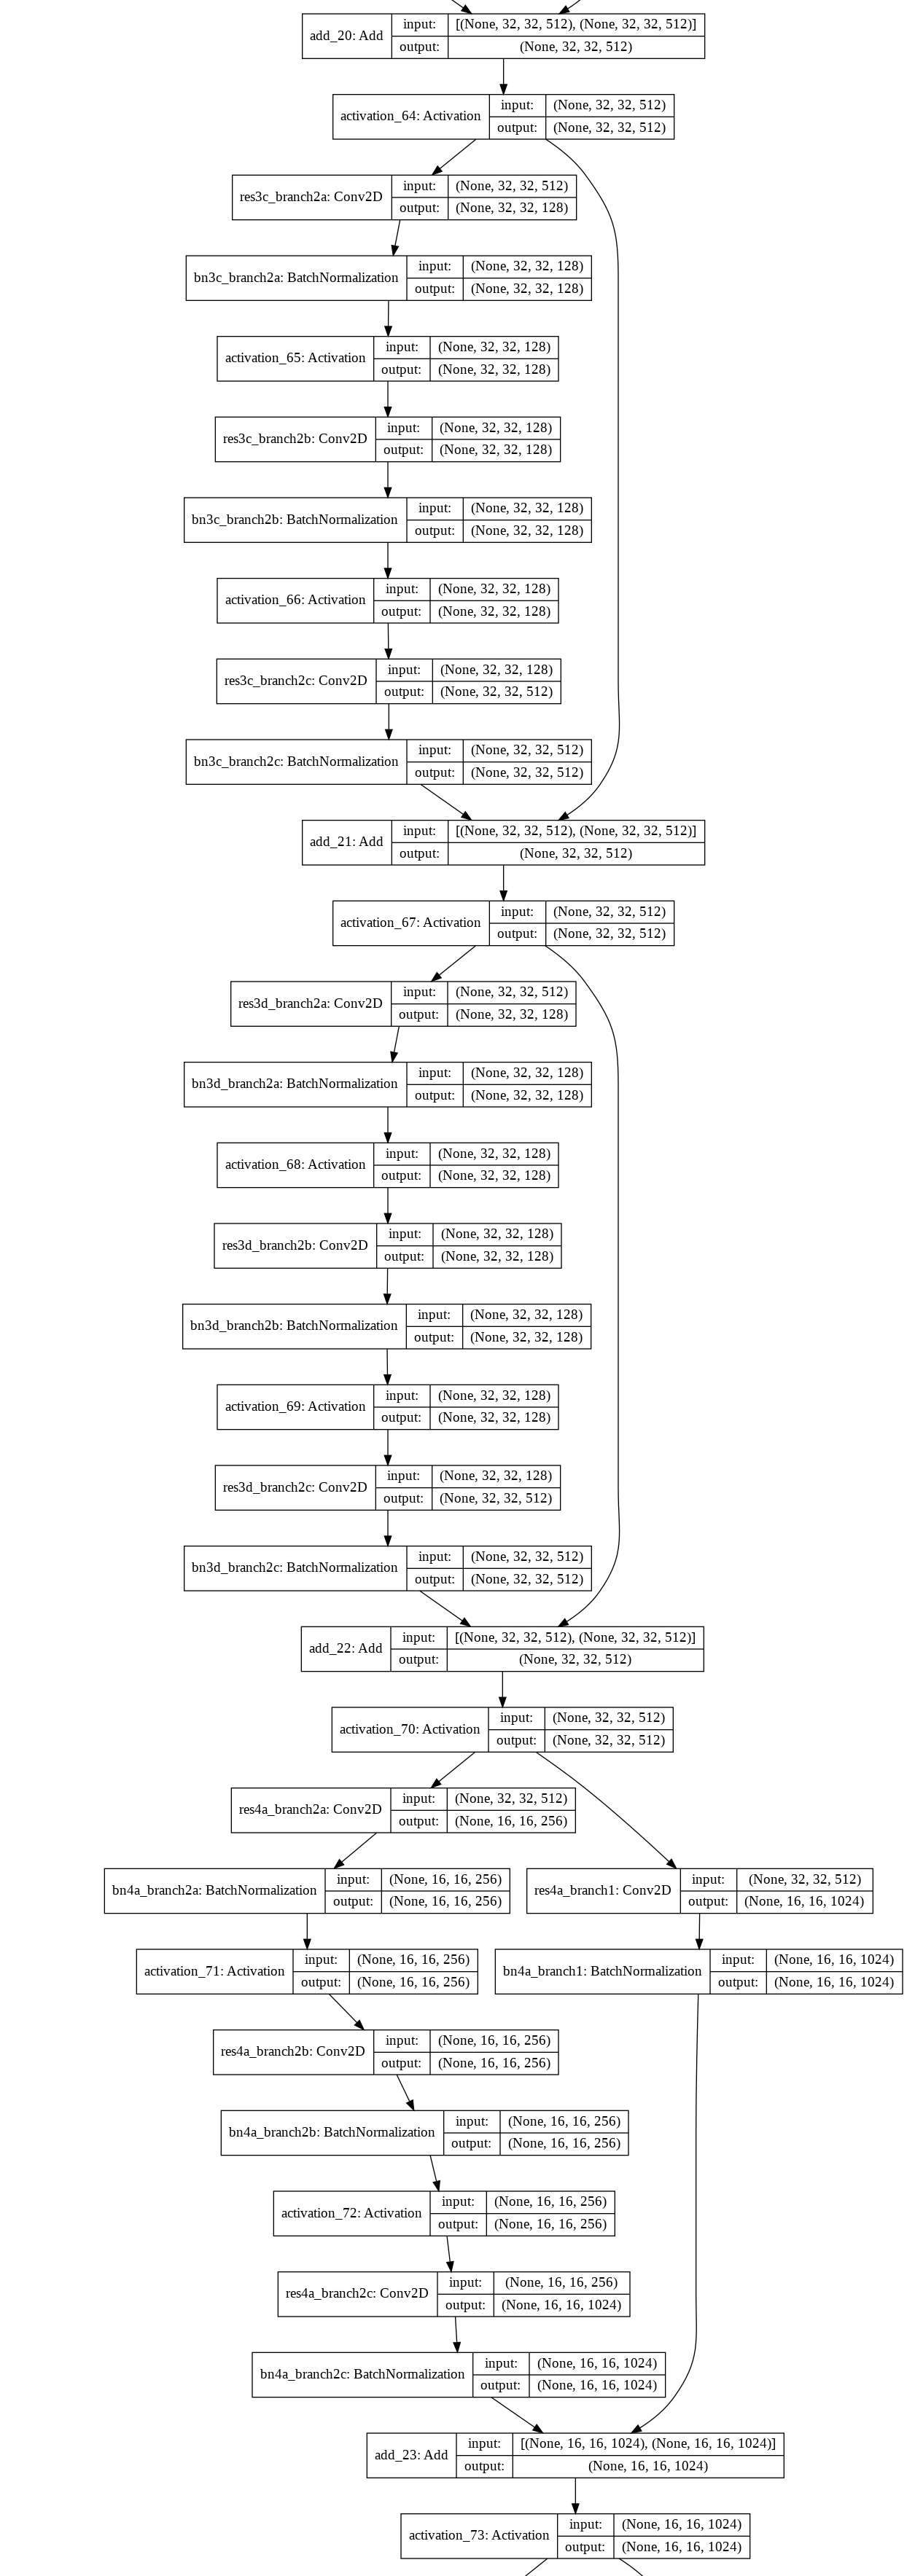 add_20: Add
input: [(None, 32, 32, 512), (None, 32, 32, 512)]
output: (None, 32, 32, 512)
activation_64: Activation
input: (None, 32, 32, 512)
output: (None, 32, 32, 512)
res3c_branch2a: Conv2D
input: (None, 32, 32, 512)
output: (None, 32, 32, 128)
bn3c_branch2a: BatchNormalization
input: (None, 32, 32, 128)
output: (None, 32, 32, 128)
activation_65: Activation
input: (None, 32, 32, 128)
output: (None, 32, 32, 128)
res3c_branch2b: Conv2D
input: (None, 32, 32, 128)
output: (None, 32, 32, 128)
bn3c_branch2b: BatchNormalization
input: (None, 32, 32, 128)
output: (None, 32, 32, 128)
activation_66: Activation
input: (None, 32, 32, 128)
output: (None, 32, 32, 128)
res3c_branch2c: Conv2D
input: (None, 32, 32, 128)
output: (None, 32, 32, 512)
bn3c_branch2c: BatchNormalization
input: (None, 32, 32, 512)
output: (None, 32, 32, 512)
add_21: Add
input: [(None, 32, 32, 512), (None, 32, 32, 512)]
output: (None, 32, 32, 512)
activation_67: Activation
input: (None, 32, 32, 512)
output: (None, 32, 32, 512)
res3d_branch2a: Conv2D
input: (None, 32, 32, 512)
output: (None, 32, 32, 128)
bn3d_branch2a: BatchNormalization
input: (None, 32, 32, 128)
output: (None, 32, 32, 128)
activation_68: Activation
input: (None, 32, 32, 128)
output: (None, 32, 32, 128)
res3d_branch2b: Conv2D
input: (None, 32, 32, 128)
output: (None, 32, 32, 128)
bn3d_branch2b: BatchNormalization
input: (None, 32, 32, 128)
output: (None, 32, 32, 128)
activation_69: Activation
input: (None, 32, 32, 128)
output: (None, 32, 32, 128)
res3d_branch2c: Conv2D
input: (None, 32, 32, 128)
output: (None, 32, 32, 512)
bn3d_branch2c: BatchNormalization
input: (None, 32, 32, 512)
output: (None, 32, 32, 512)
add_22: Add
input: [(None, 32, 32, 512), (None, 32, 32, 512)]
output: (None, 32, 32, 512)
activation_70: Activation
input: (None, 32, 32, 512)
output: (None, 32, 32, 512)
res4a_branch2a: Conv2D
input: (None, 32, 32, 512)
output: (None, 16, 16, 256)
bn4a_branch2a: BatchNormalization
input: (None, 16, 16, 256)
output: (None, 16, 16, 256)
res4a_branch1: Conv2D
input: (None, 32, 32, 512)
output: (None, 16, 16, 1024)
activation_71: Activation
input: (None, 16, 16, 256)
output: (None, 16, 16, 256)
bn4a_branch1: BatchNormalization
input: (None, 16, 16, 1024)
output: (None, 16, 16, 1024)
res4a_branch2b: Conv2D
input: (None, 16, 16, 256)
output: (None, 16, 16, 256)
bn4a_branch2b: BatchNormalization
input: (None, 16, 16, 256)
output: (None, 16, 16, 256)
activation_72: Activation
input: (None, 16, 16, 256)
output: (None, 16, 16, 256)
res4a_branch2c: Conv2D
input: (None, 16, 16, 256)
output: (None, 16, 16, 1024)
bn4a_branch2c: BatchNormalization
input: (None, 16, 16, 1024)
output: (None, 16, 16, 1024)
add_23: Add
input: [(None, 16, 16, 1024), (None, 16, 16, 1024)]
output: (None, 16, 16, 1024)
activation_73: Activation
input: (None, 16, 16, 1024)
output: (None, 16, 16, 1024)